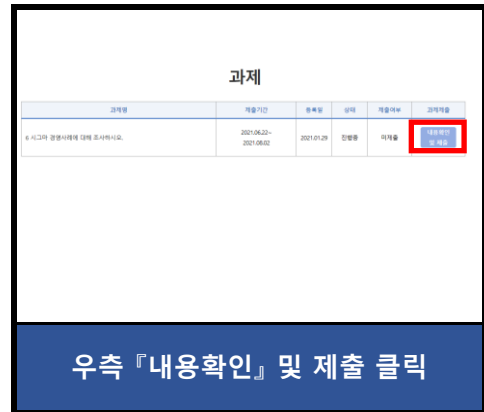 과제
과제명 제출기간 등록일 상태 제출여부 과제제출
6 시그마 경영사례에 대해 조사하시오. 2021.06.22~ 2021.01.29 진행중 미제출 내용확인
2021.08.02 및 제출
우측『내용확인』및 제출 클릭